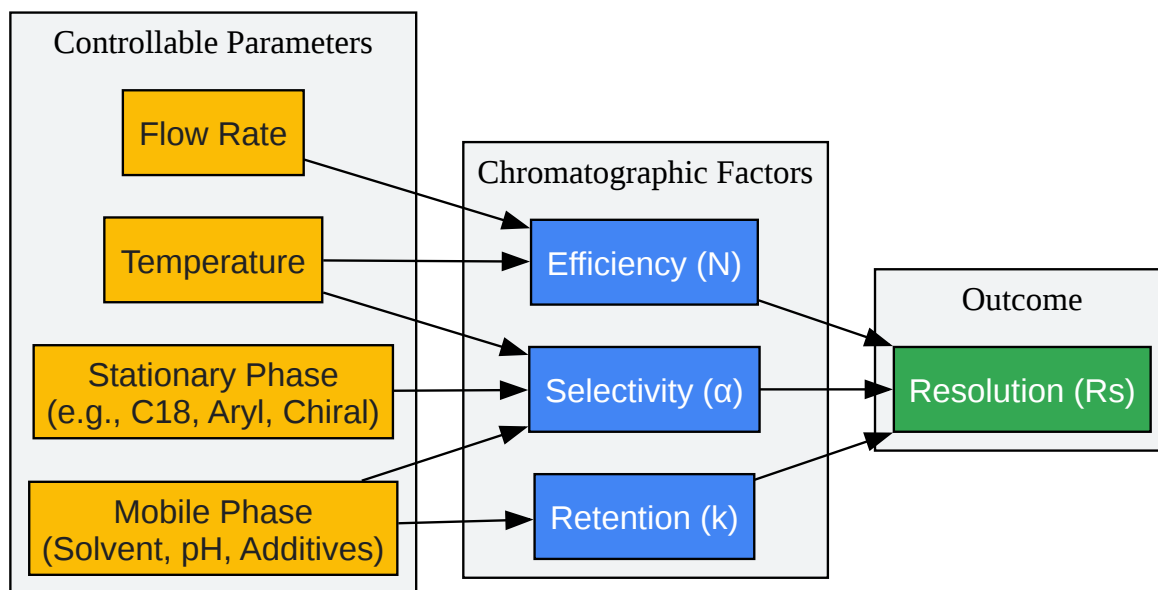 Controllable Parameters
Flow Rate
Temperature
Stationary Phase
(e.g., C18, Aryl, Chiral)
Mobile Phase
(Solvent, pH, Additives)
Chromatographic Factors
Efficiency (N)
Selectivity (α)
Retention (k)
Outcome
Resolution (Rs)